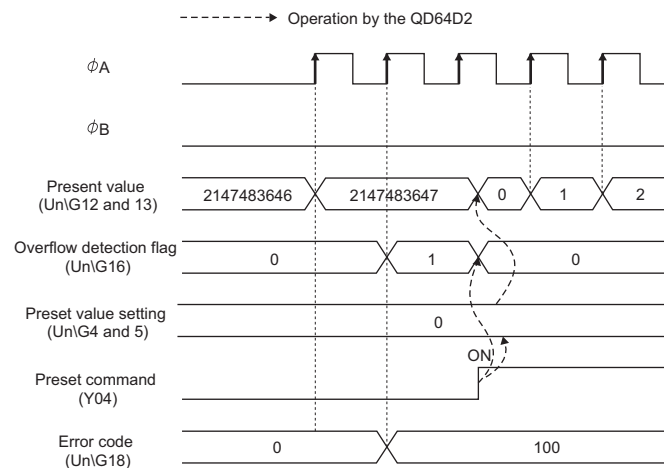 Operation by the QD64D2
ϕA
ϕB
Present value
(Un\G12 and 13)
2147483646 2147483647 0 1 2
Overflow detection flag
(Un\G16)
0 1 0
Preset value setting
(Un\G4 and 5)
0
ON
Preset command
(Y04)
Error code
(Un\G18)
0 100